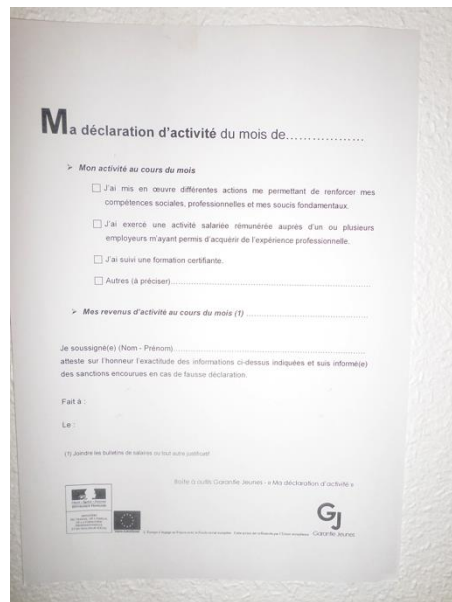 Ma déclaration d'activité du mois de..................
➢ Mon activité au cours du mois
☐ J'ai mis en œuvre différentes actions me permettant de renforcer mes
compétences sociales, professionnelles et mes soucis fondamentaux.
☐ J'ai exercé une activité salariée rémunérée auprès d'un ou plusieurs
employeurs m'ayant permis d'acquérir de l'expérience professionnelle.
☐ J'ai suivi une formation certifiante.
☐ Autres (à préciser)..................
➢ Mes revenus d'activité au cours du mois (1) ..................
Je soussigné(e) (Nom - Prénom)..................
atteste sur l'honneur l'exactitude des informations ci-dessus indiquées et suis informé(e)
des sanctions encourues en cas de fausse déclaration.
Fait à :
Le :
(1) Joindre les bulletins de salaires ou tout autre justificatif
Boîte à outils Garantie Jeunes - « Ma déclaration d'activité »
GJ
Garantie Jeunes